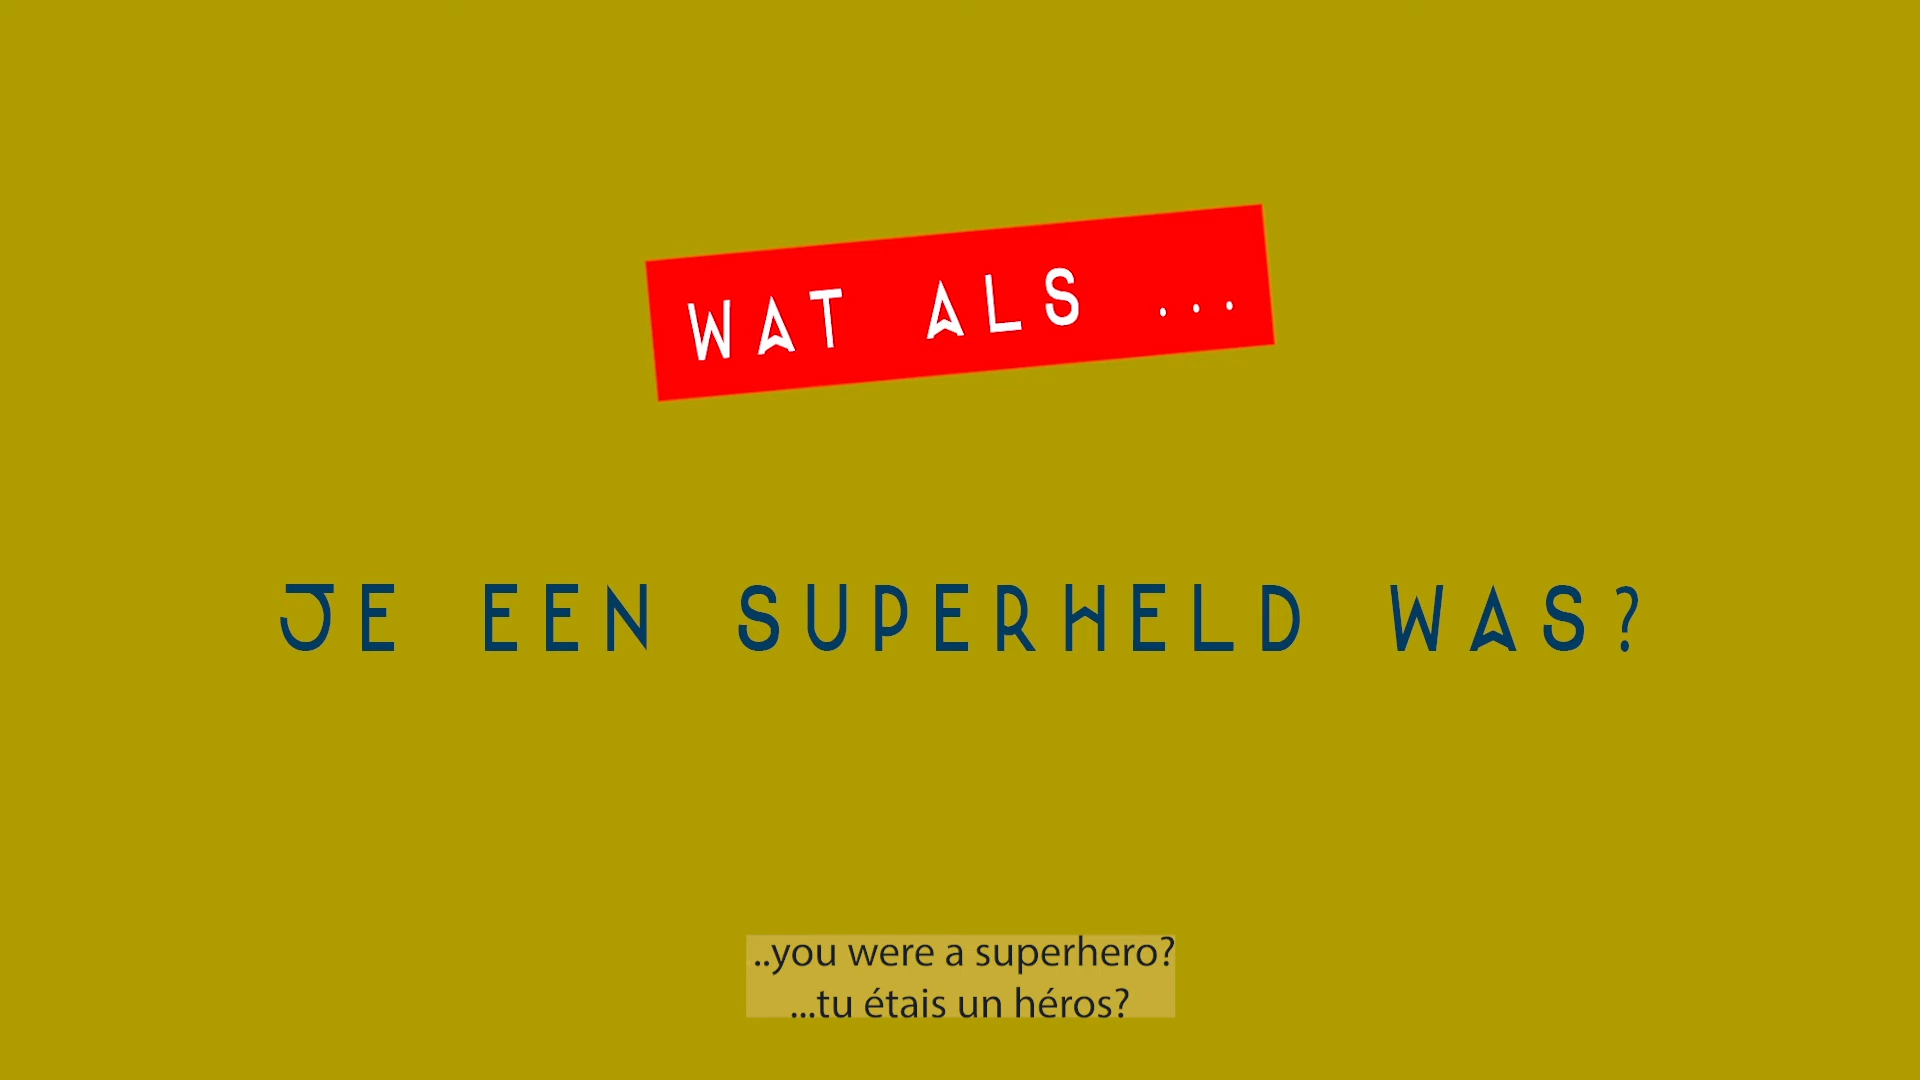 WAT ALS ...
JE EEN SUPERHELD WAS?
..you were a superhero?
...tu étais un héros?